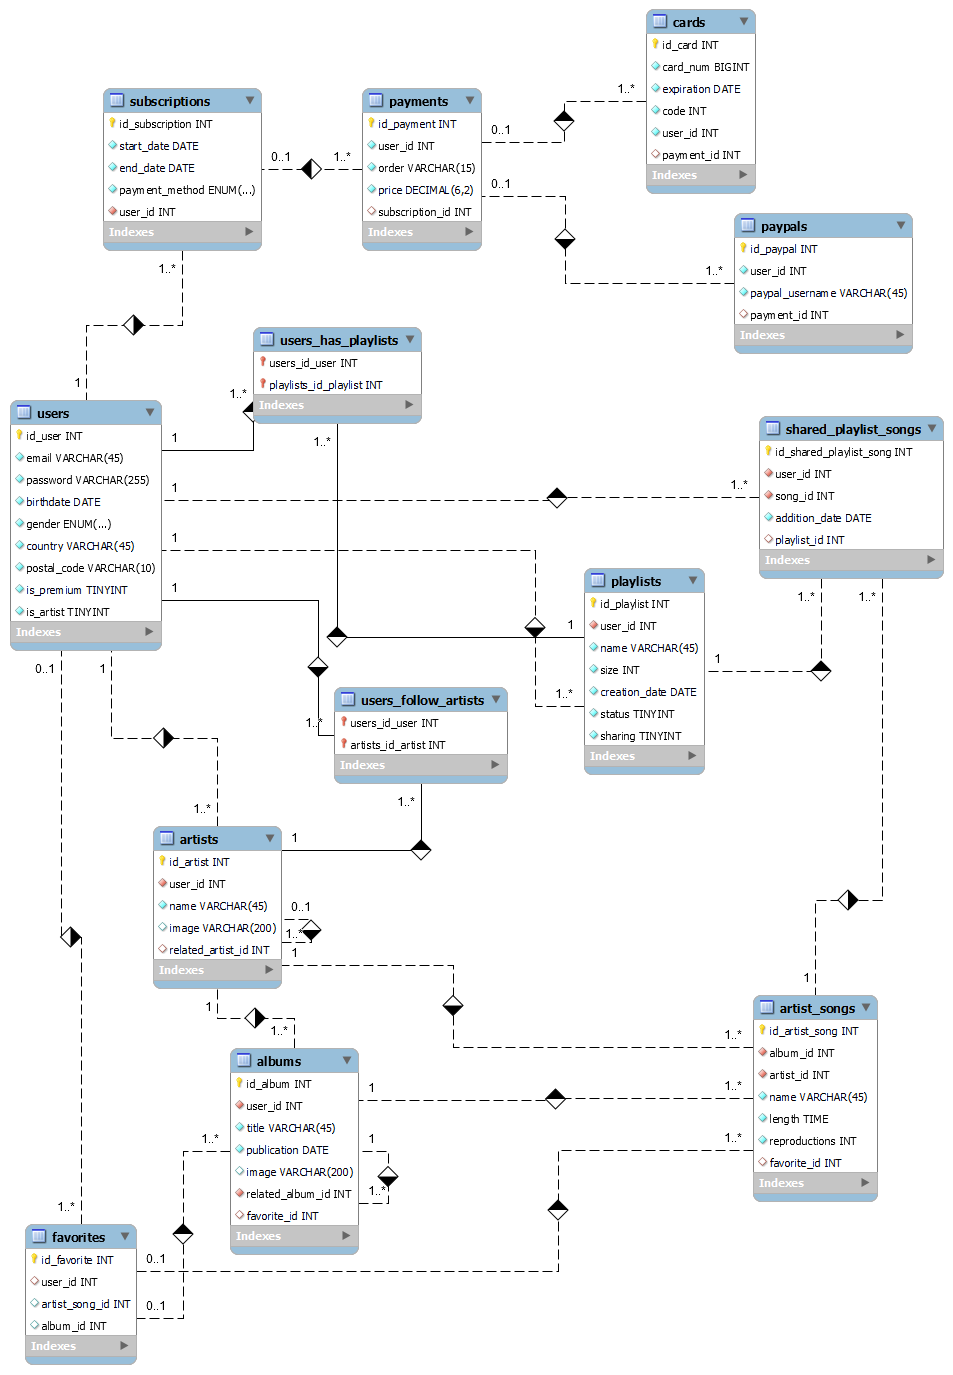 cards
id_card INT
card_num BIGINT
expiration DATE
code INT
user_id INT
payment_id INT
Indexes
1..*
0..1
subscriptions
id_subscription INT
start_date DATE
end_date DATE
payment_method ENUM(...)
user_id INT
Indexes
0..1
1..*
payments
id_payment INT
user_id INT
order VARCHAR(15)
price DECIMAL(6,2)
subscription_id INT
Indexes
0..1
1..*
paypals
id_paypal INT
user_id INT
paypal_username VARCHAR(45)
payment_id INT
Indexes
1..*
1
users_has_playlists
users_id_user INT
playlists_id_playlist INT
Indexes
1..*
1..*
users
id_user INT
email VARCHAR(45)
password VARCHAR(255)
birthdate DATE
gender ENUM(...)
country VARCHAR(45)
postal_code VARCHAR(10)
is_premium TINYINT
is_artist TINYINT
Indexes
1
1
1
1
0..1
1
1..*
shared_playlist_songs
id_shared_playlist_song INT
user_id INT
song_id INT
addition_date DATE
playlist_id INT
Indexes
1..*
1..*
playlists
id_playlist INT
user_id INT
name VARCHAR(45)
size INT
creation_date DATE
status TINYINT
sharing TINYINT
Indexes
1
1
1..*
users_follow_artists
users_id_user INT
artists_id_artist INT
Indexes
1..*
1..*
1..*
artists
id_artist INT
user_id INT
name VARCHAR(45)
image VARCHAR(200)
related_artist_id INT
Indexes
1
0..1
1..*
1
1
1..*
1
1..*
artist_songs
id_artist_song INT
album_id INT
artist_id INT
name VARCHAR(45)
length TIME
reproductions INT
favorite_id INT
Indexes
1..*
1..*
albums
id_album INT
user_id INT
title VARCHAR(45)
publication DATE
image VARCHAR(200)
related_album_id INT
favorite_id INT
Indexes
1
1
1..*
1..*
1..*
favorites
id_favorite INT
user_id INT
artist_song_id INT
album_id INT
Indexes
0..1
0..1